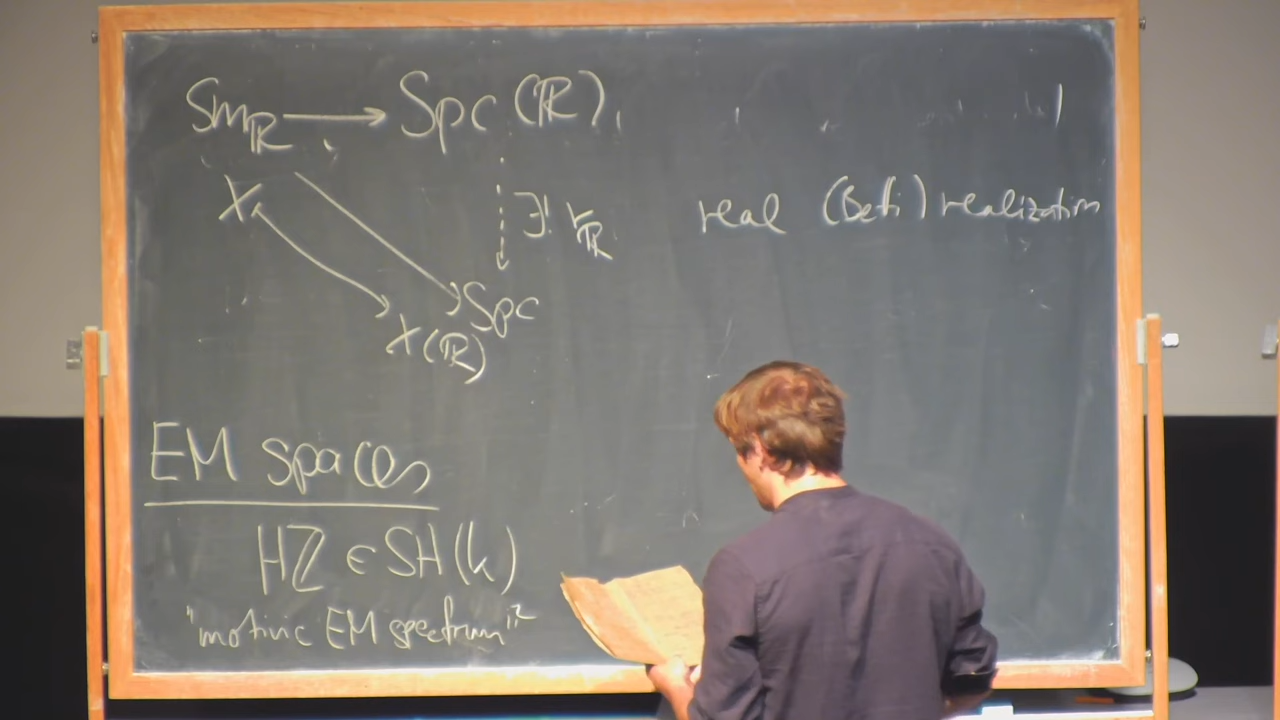 Sm_ℝ → Spc (ℝ),
X ∃! r_ℝ real (Betti) realization
Spc
X(ℝ)
EM spaces
Hℤ ∈ SH(k)
"motivic EM spectrum"